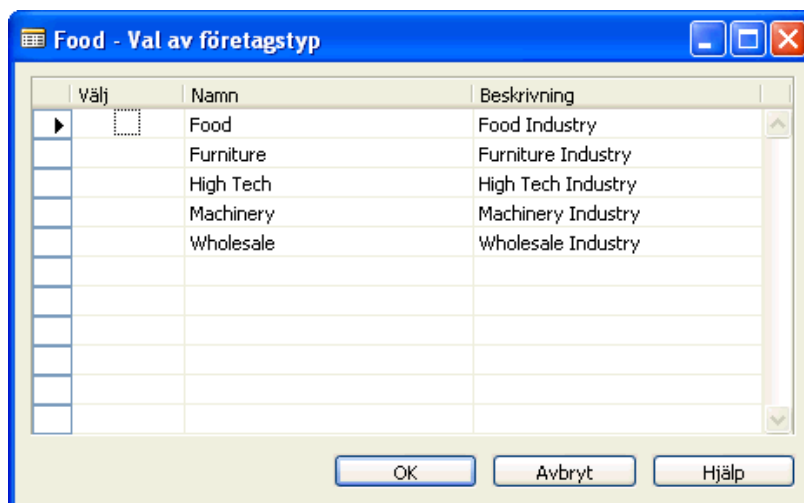 Food - Val av företagstyp
Välj Namn Beskrivning
Food Food Industry
Furniture Furniture Industry
High Tech High Tech Industry
Machinery Machinery Industry
Wholesale Wholesale Industry
OK Avbryt Hjälp